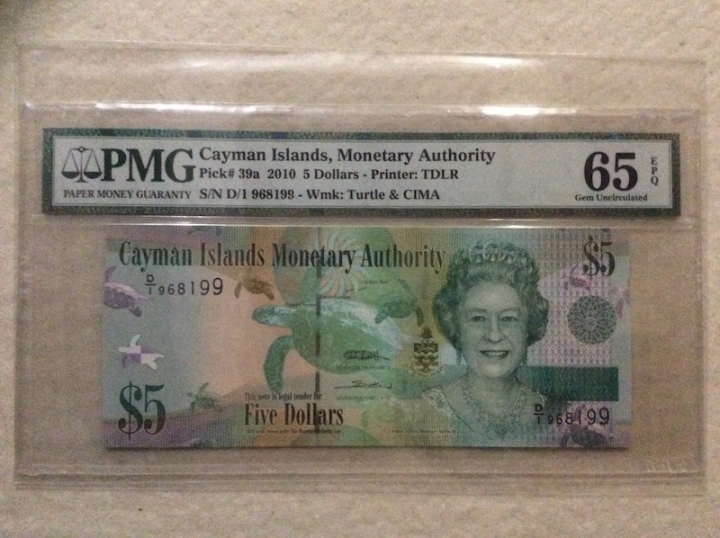 PMG
PAPER MONEY GUARANTY
Cayman Islands, Monetary Authority
Pick# 39a 2010 5 Dollars - Printer: TDLR
S/N D/1 968199 - Wmk: Turtle & CIMA
65 EPQ
Gem Uncirculated
Cayman Islands Monetary Authority
$5
D/1 968199
$5
This note is legal tender for
Five Dollars
D/1 968199